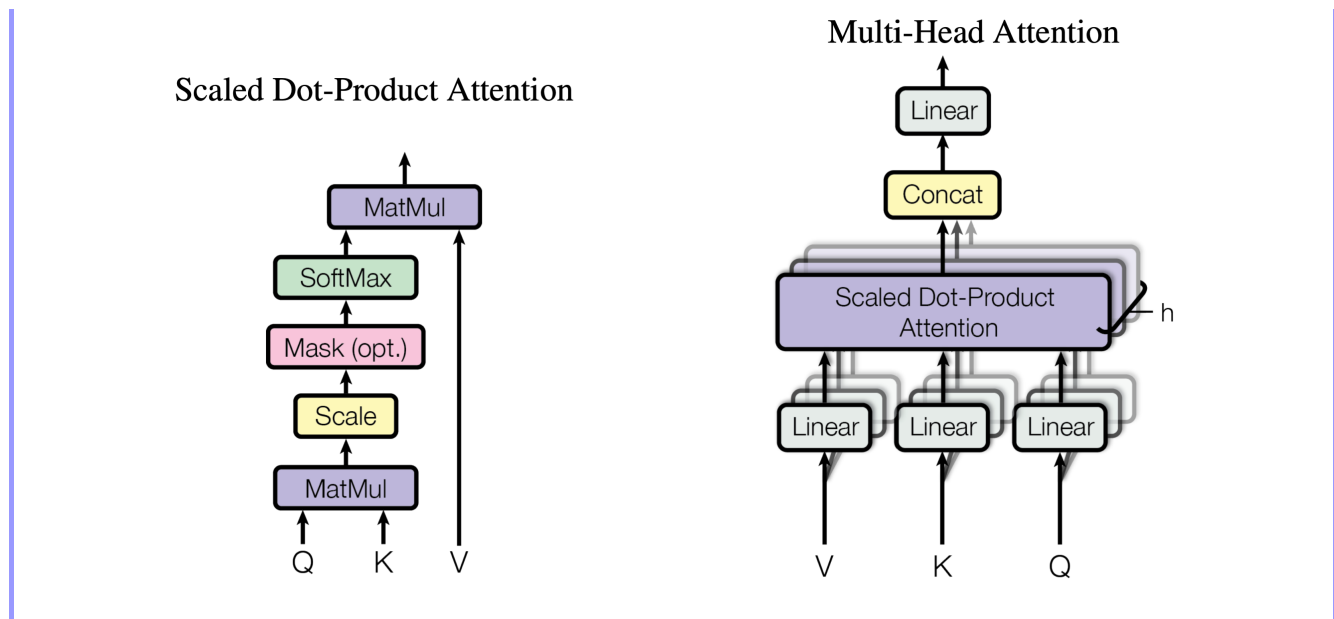 Scaled Dot-Product Attention
MatMul
SoftMax
Mask (opt.)
Scale
MatMul
Q K V
Multi-Head Attention
Linear
Concat
Scaled Dot-Product
Attention
h
Linear Linear Linear
V K Q